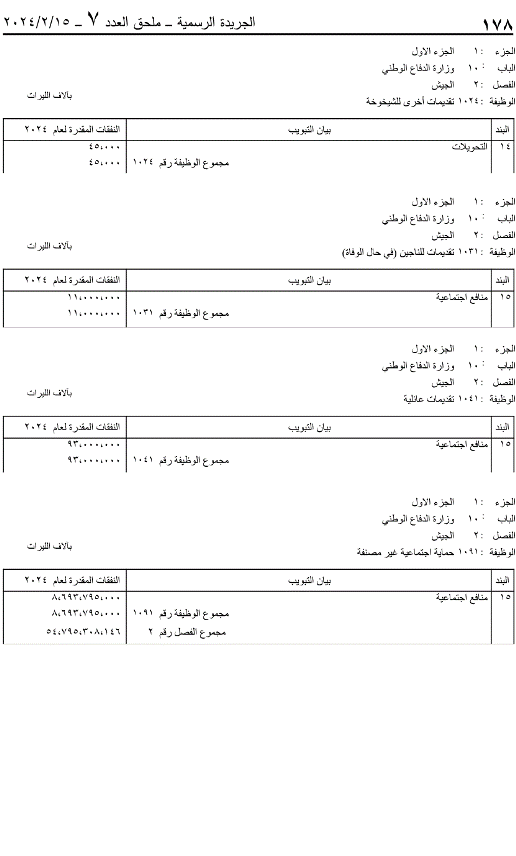 ١٧٨ الجريدة الرسمية – ملحق العدد ٧ – ٢٠٢٤/٢/١٥
الجزء : ١ الجزء الاول
الباب : ١٠ وزارة الدفاع الوطني
الفصل : ٢ الجيش
الوظيفة : ١٠٢٤ تقديمات أخرى للشيخوخة
بآلاف الليرات
البند بيان التبويب النفقات المقدرة لعام ٢٠٢٤
١٤ التحويلات ٤٥،٠٠٠
مجموع الوظيفة رقم ١٠٢٤ ٤٥،٠٠٠
الجزء : ١ الجزء الاول
الباب : ١٠ وزارة الدفاع الوطني
الفصل : ٢ الجيش
الوظيفة : ١٠٣١ تقديمات للناجين (في حال الوفاة)
بآلاف الليرات
البند بيان التبويب النفقات المقدرة لعام ٢٠٢٤
١٥ منافع اجتماعية ١١،٠٠٠،٠٠٠
مجموع الوظيفة رقم ١٠٣١ ١١،٠٠٠،٠٠٠
الجزء : ١ الجزء الاول
الباب : ١٠ وزارة الدفاع الوطني
الفصل : ٢ الجيش
الوظيفة : ١٠٤١ تقديمات عائلية
بآلاف الليرات
البند بيان التبويب النفقات المقدرة لعام ٢٠٢٤
١٥ منافع اجتماعية ٩٣،٠٠٠،٠٠٠
مجموع الوظيفة رقم ١٠٤١ ٩٣،٠٠٠،٠٠٠
الجزء : ١ الجزء الاول
الباب : ١٠ وزارة الدفاع الوطني
الفصل : ٢ الجيش
الوظيفة : ١٠٩١ حماية اجتماعية غير مصنفة
بآلاف الليرات
البند بيان التبويب النفقات المقدرة لعام ٢٠٢٤
١٥ منافع اجتماعية ٨،٦٩٣،٧٩٥،٠٠٠
مجموع الوظيفة رقم ١٠٩١ ٨،٦٩٣،٧٩٥،٠٠٠
مجموع الفصل رقم ٢ ٥٤،٧٩٥،٣٠٨،١٤٦